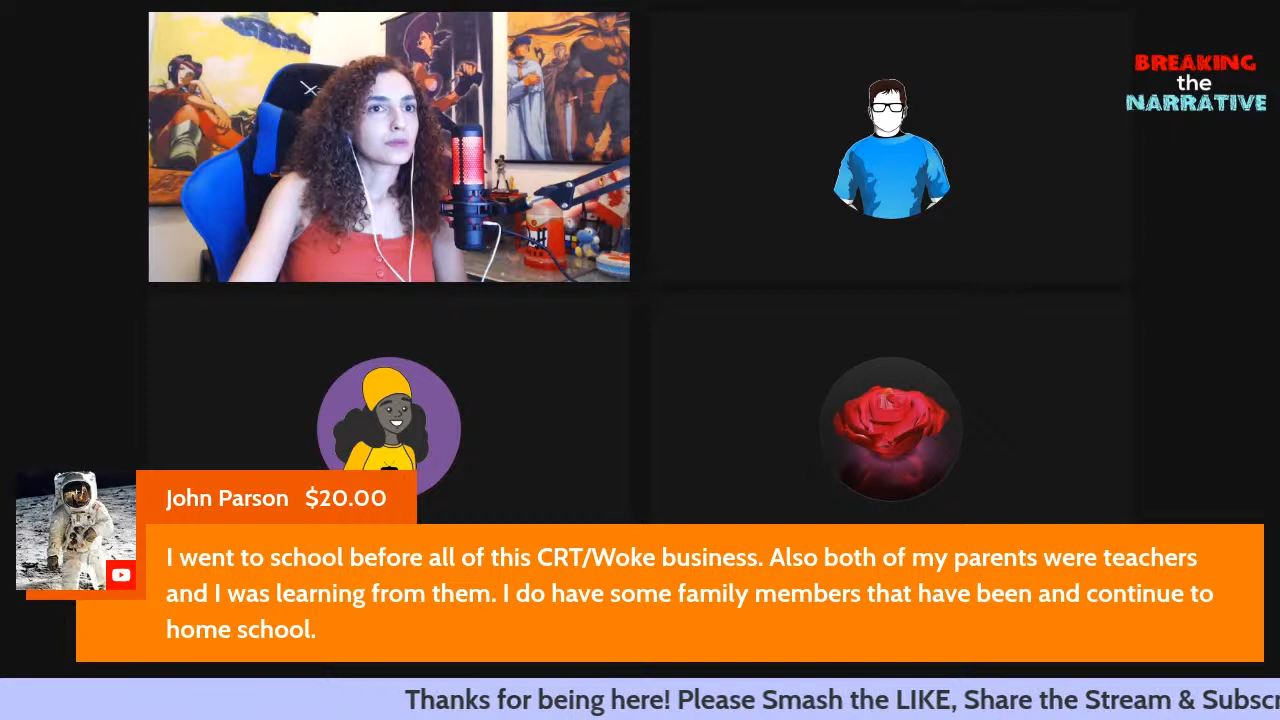 BREAKING
the
NARRATIVE
John Parson $20.00
I went to school before all of this CRT/Woke business. Also both of my parents were teachers
and I was learning from them. I do have some family members that have been and continue to
home school.
Thanks for being here! Please Smash the LIKE, Share the Stream & Subscr